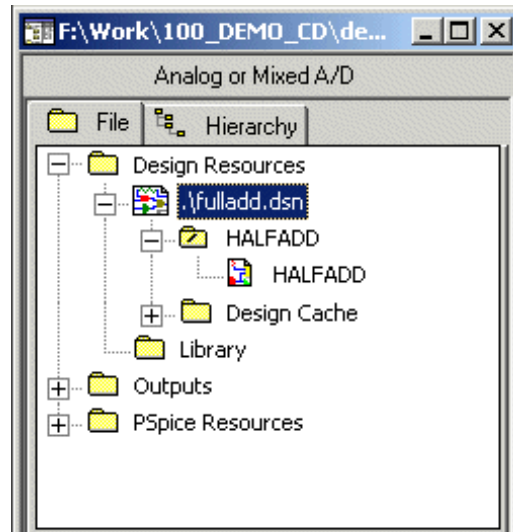 F:\Work\100_DEMO_CD\de...
Analog or Mixed A/D
File Hierarchy
Design Resources
.\fulladd.dsn
HALFADD
HALFADD
Design Cache
Library
Outputs
PSpice Resources